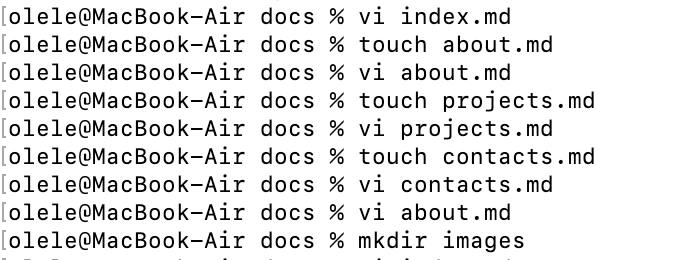 [olele@MacBook-Air docs % vi index.md
[olele@MacBook-Air docs % touch about.md
[olele@MacBook-Air docs % vi about.md
[olele@MacBook-Air docs % touch projects.md
[olele@MacBook-Air docs % vi projects.md
[olele@MacBook-Air docs % touch contacts.md
[olele@MacBook-Air docs % vi contacts.md
[olele@MacBook-Air docs % vi about.md
[olele@MacBook-Air docs % mkdir images